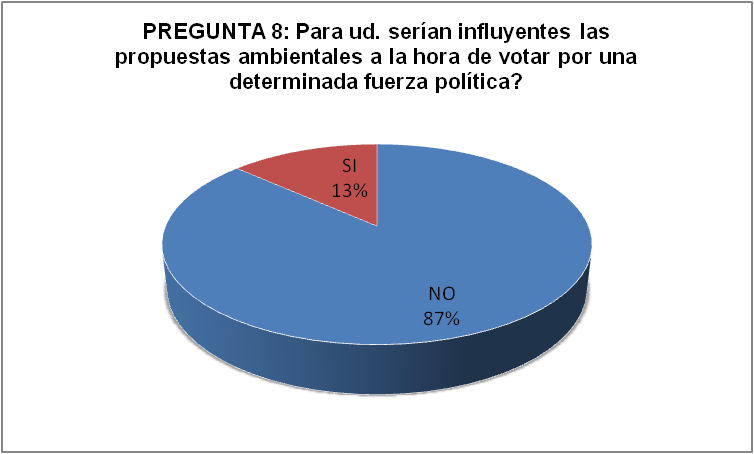 PREGUNTA 8: Para ud. serían influyentes las
propuestas ambientales a la hora de votar por una
determinada fuerza política?
SI
13%
NO
87%